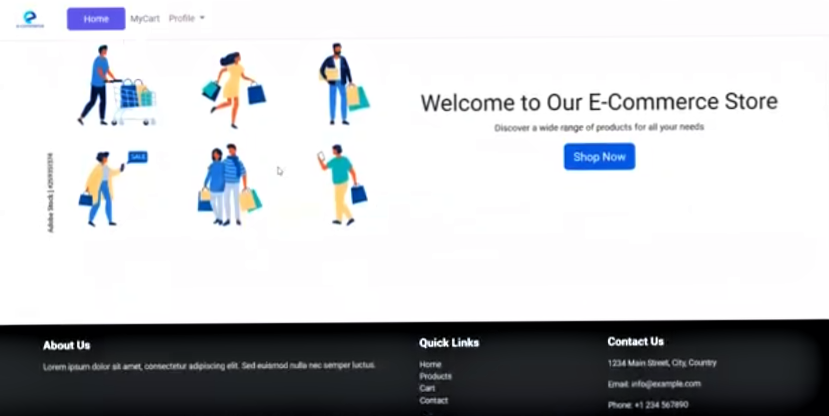 e-commerce
Home MyCart Profile
SALE
Welcome to Our E-Commerce Store
Discover a wide range of products for all your needs
Shop Now
About Us
Lorem ipsum dolor sit amet, consectetur adipiscing elit. Sed euismod nulla nec semper luctus.
Quick Links
Home
Products
Cart
Contact
Contact Us
1234 Main Street, City, Country
Email: info@example.com
Phone: +1 234 567890